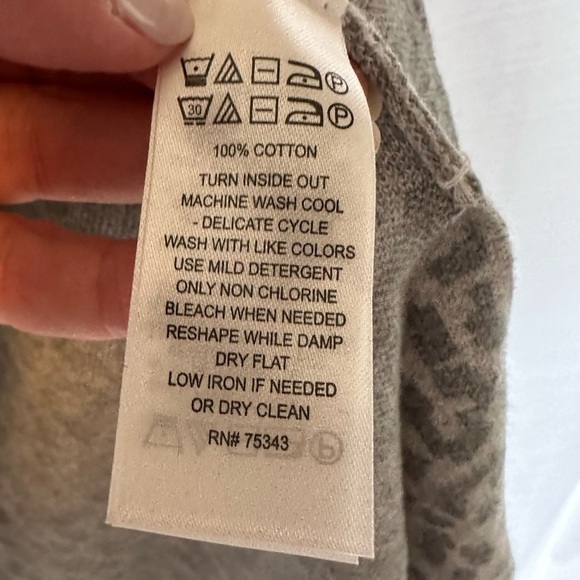 P
30 P
100% COTTON
TURN INSIDE OUT
MACHINE WASH COOL
- DELICATE CYCLE
WASH WITH LIKE COLORS
USE MILD DETERGENT
ONLY NON CHLORINE
BLEACH WHEN NEEDED
RESHAPE WHILE DAMP
DRY FLAT
LOW IRON IF NEEDED
OR DRY CLEAN
RN# 75343